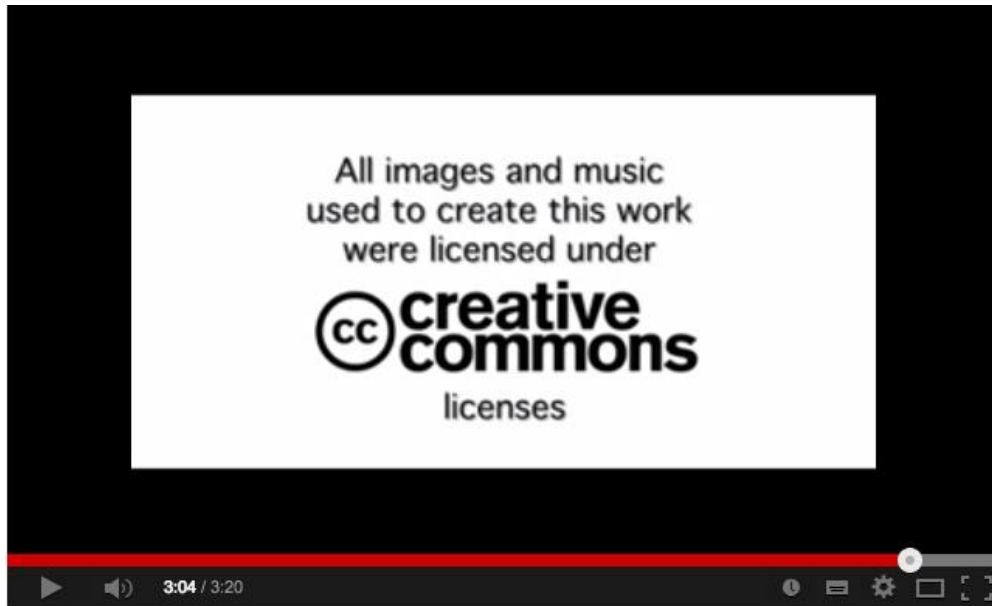 All images and music
used to create this work
were licensed under
cc creative
commons
licenses
3:04 / 3:20